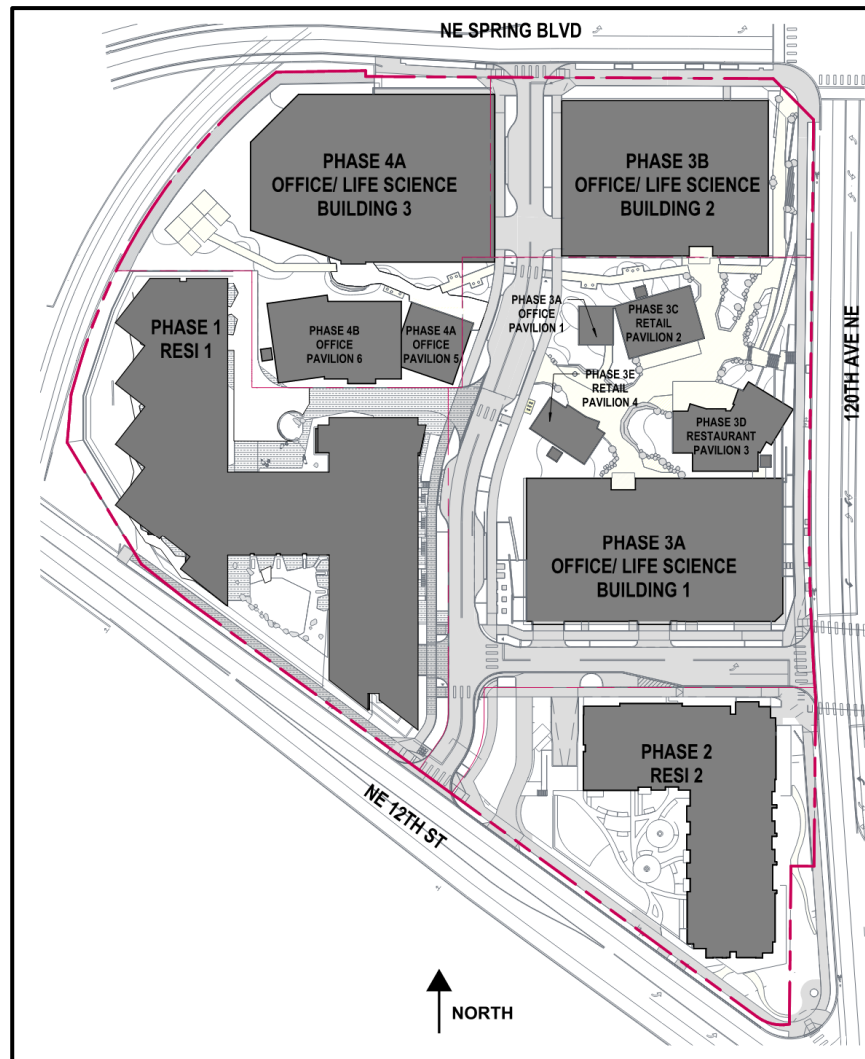 NE SPRING BLVD
PHASE 4A
OFFICE/ LIFE SCIENCE
BUILDING 3
PHASE 3B
OFFICE/ LIFE SCIENCE
BUILDING 2
PHASE 1
RESI 1
PHASE 4B
OFFICE
PAVILION 6
PHASE 4A
OFFICE
PAVILION 5
PHASE 3A
OFFICE
PAVILION 1
PHASE 3C
RETAIL
PAVILION 2
120TH AVE NE
PHASE 3E
RETAIL
PAVILION 4
PHASE 3D
RESTAURANT
PAVILION 3
PHASE 3A
OFFICE/ LIFE SCIENCE
BUILDING 1
PHASE 2
RESI 2
NE 12TH ST
NORTH